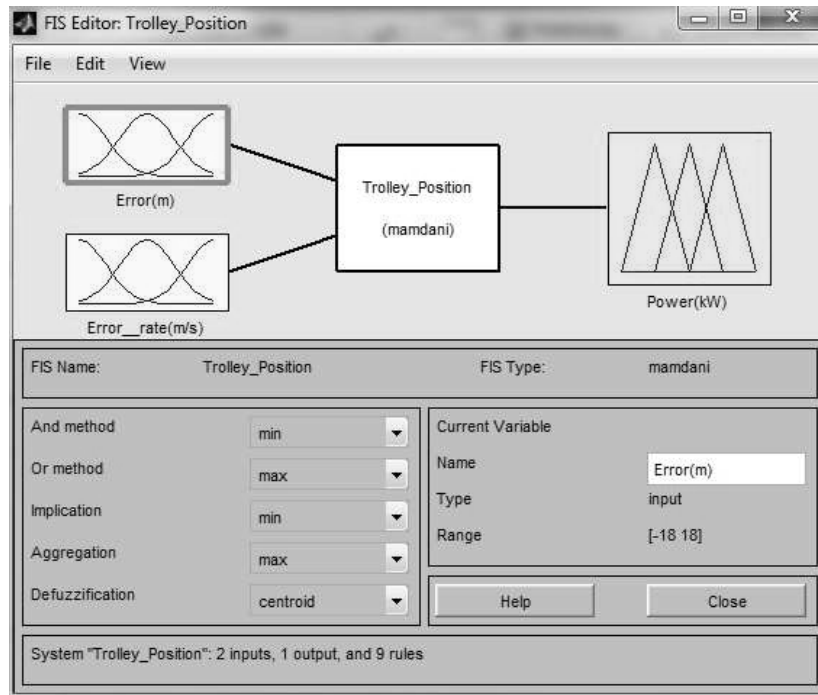 FIS Editor: Trolley_Position
File Edit View
Error(m)
Trolley_Position
(mamdani)
Error__rate(m/s)
Power(kW)
FIS Name: Trolley_Position FIS Type: mamdani
And method min
Or method max
Implication min
Aggregation max
Defuzzification centroid
Current Variable
Name Error(m)
Type input
Range [-18 18]
Help Close
System "Trolley_Position": 2 inputs, 1 output, and 9 rules